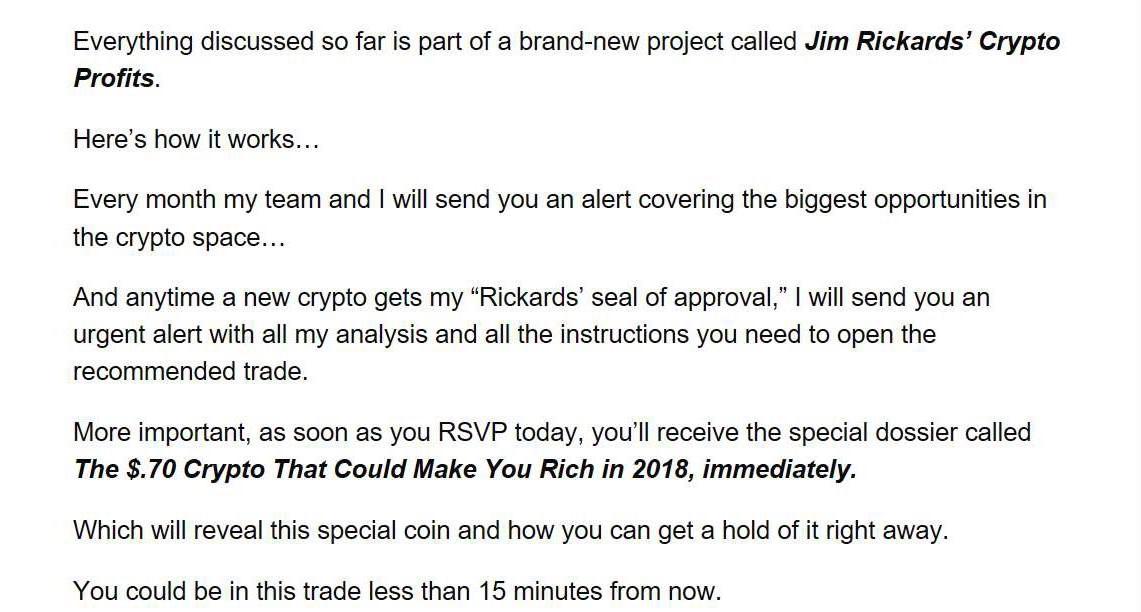 Everything discussed so far is part of a brand-new project called Jim Rickards’ Crypto
Profits.
Here’s how it works…
Every month my team and I will send you an alert covering the biggest opportunities in
the crypto space…
And anytime a new crypto gets my “Rickards’ seal of approval,” I will send you an
urgent alert with all my analysis and all the instructions you need to open the
recommended trade.
More important, as soon as you RSVP today, you’ll receive the special dossier called
The $.70 Crypto That Could Make You Rich in 2018, immediately.
Which will reveal this special coin and how you can get a hold of it right away.
You could be in this trade less than 15 minutes from now.